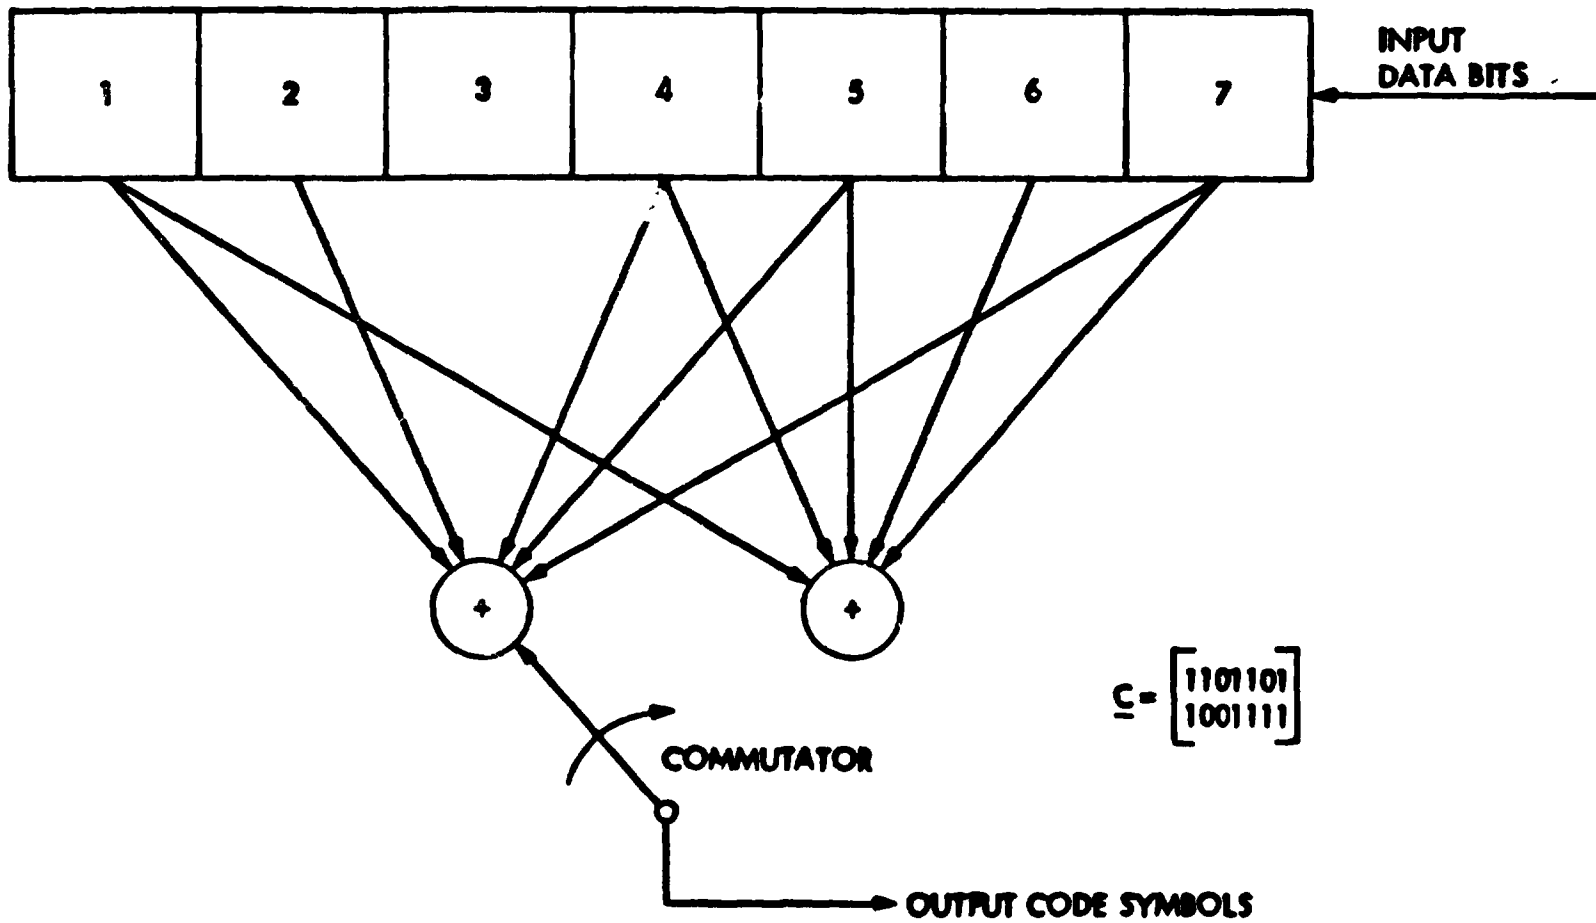 INPUT
DATA BITS
1 2 3 4 5 6 7
+ +
C = [1101101
1001111]
COMMUTATOR
OUTPUT CODE SYMBOLS